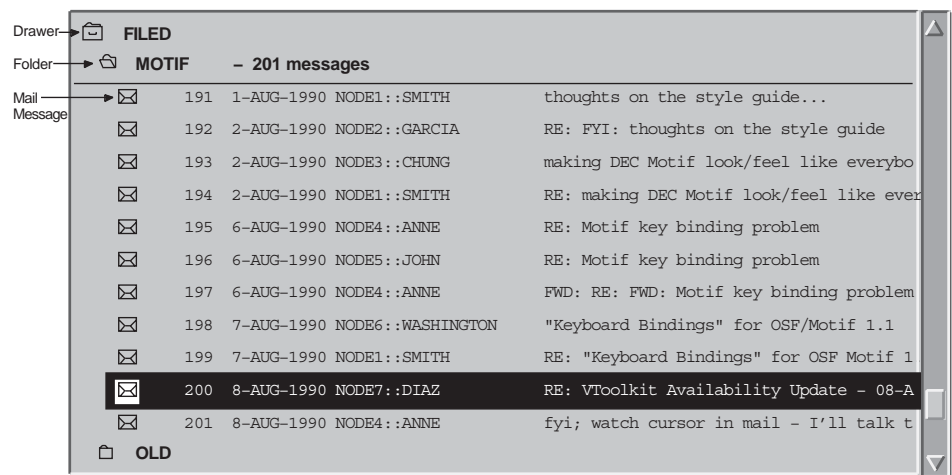 Drawer FILED
Folder MOTIF – 201 messages
Mail Message 191 1–AUG–1990 NODE1::SMITH thoughts on the style guide...
192 2–AUG–1990 NODE2::GARCIA RE: FYI: thoughts on the style guide
193 2–AUG–1990 NODE3::CHUNG making DEC Motif look/feel like everybo
194 2–AUG–1990 NODE1::SMITH RE: making DEC Motif look/feel like ever
195 6–AUG–1990 NODE4::ANNE RE: Motif key binding problem
196 6–AUG–1990 NODE5::JOHN RE: Motif key binding problem
197 6–AUG–1990 NODE4::ANNE FWD: RE: FWD: Motif key binding problem
198 7–AUG–1990 NODE6::WASHINGTON "Keyboard Bindings" for OSF/Motif 1.1
199 7–AUG–1990 NODE1::SMITH RE: "Keyboard Bindings" for OSF Motif 1
200 8–AUG–1990 NODE7::DIAZ RE: VToolkit Availability Update – 08–A
201 8–AUG–1990 NODE4::ANNE fyi; watch cursor in mail – I'll talk t
OLD